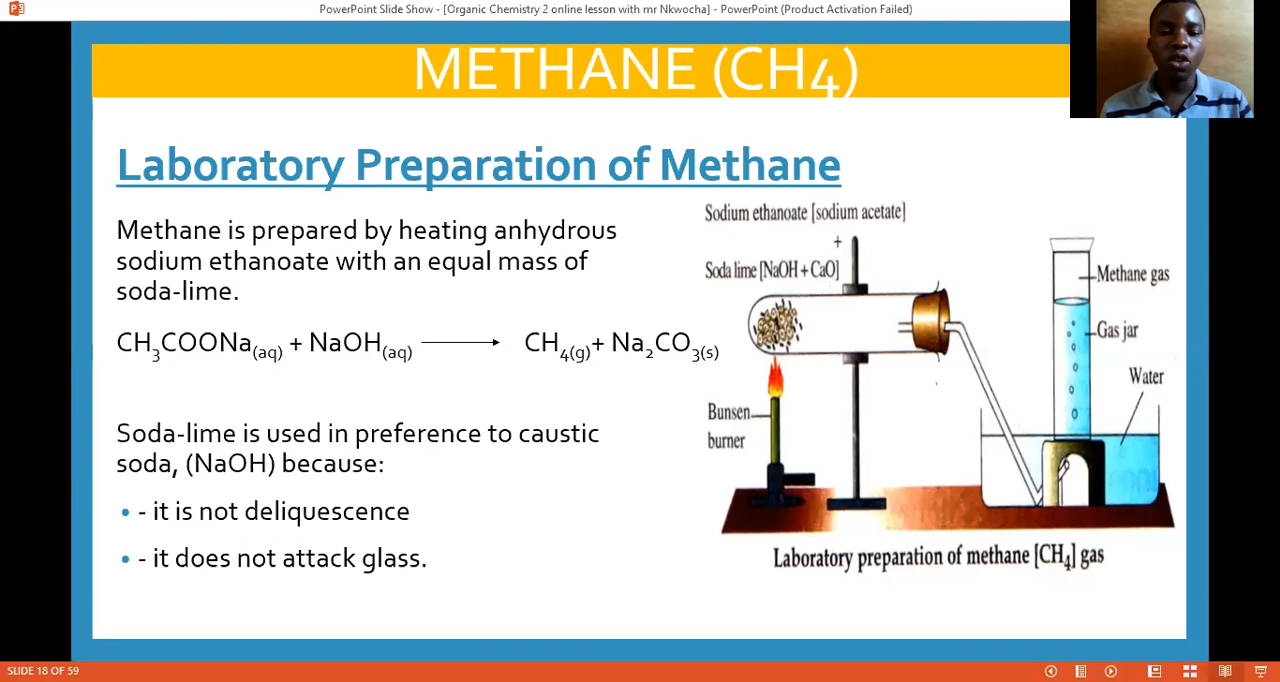 PowerPoint Slide Show - [Organic Chemistry 2 online lesson with mr Nkwocha] - PowerPoint (Product Activation Failed)
METHANE (CH4)
Laboratory Preparation of Methane
Methane is prepared by heating anhydrous
sodium ethanoate with an equal mass of
soda-lime.
CH₃COONa(aq) + NaOH(aq) ⟶ CH₄(g)+ Na₂CO₃(s)
Soda-lime is used in preference to caustic
soda, (NaOH) because:
• - it is not deliquescence
• - it does not attack glass.
Sodium ethanoate [sodium acetate]
+
Soda lime [NaOH + CaO]
Methane gas
Gas jar
Water
Bunsen
burner
Laboratory preparation of methane [CH₄] gas
SLIDE 18 OF 59